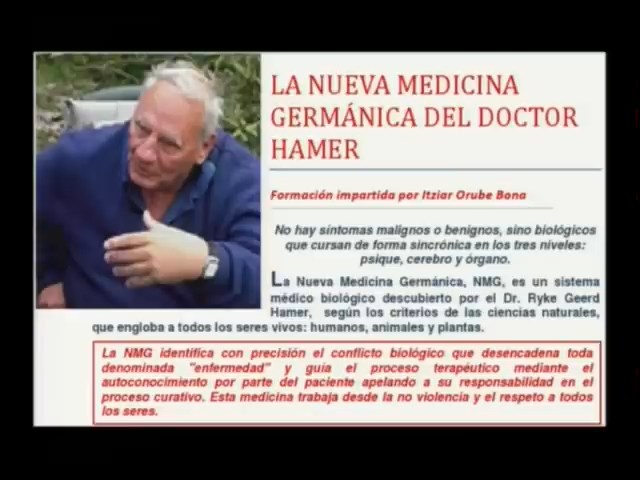 LA NUEVA MEDICINA
GERMÁNICA DEL DOCTOR
HAMER
Formación impartida por Itziar Orube Bona
No hay síntomas malignos o benignos, sino biológicos
que cursan de forma sincrónica en los tres niveles:
psique, cerebro y órgano.
La Nueva Medicina Germánica, NMG, es un sistema
médico biológico descubierto por el Dr. Ryke Geerd
Hamer, según los criterios de las ciencias naturales,
que engloba a todos los seres vivos: humanos, animales y plantas.
La NMG identifica con precisión el conflicto biológico que desencadena toda
denominada "enfermedad" y guía el proceso terapéutico mediante el
autoconocimiento por parte del paciente apelando a su responsabilidad en el
proceso curativo. Esta medicina trabaja desde la no violencia y el respeto a todos
los seres.